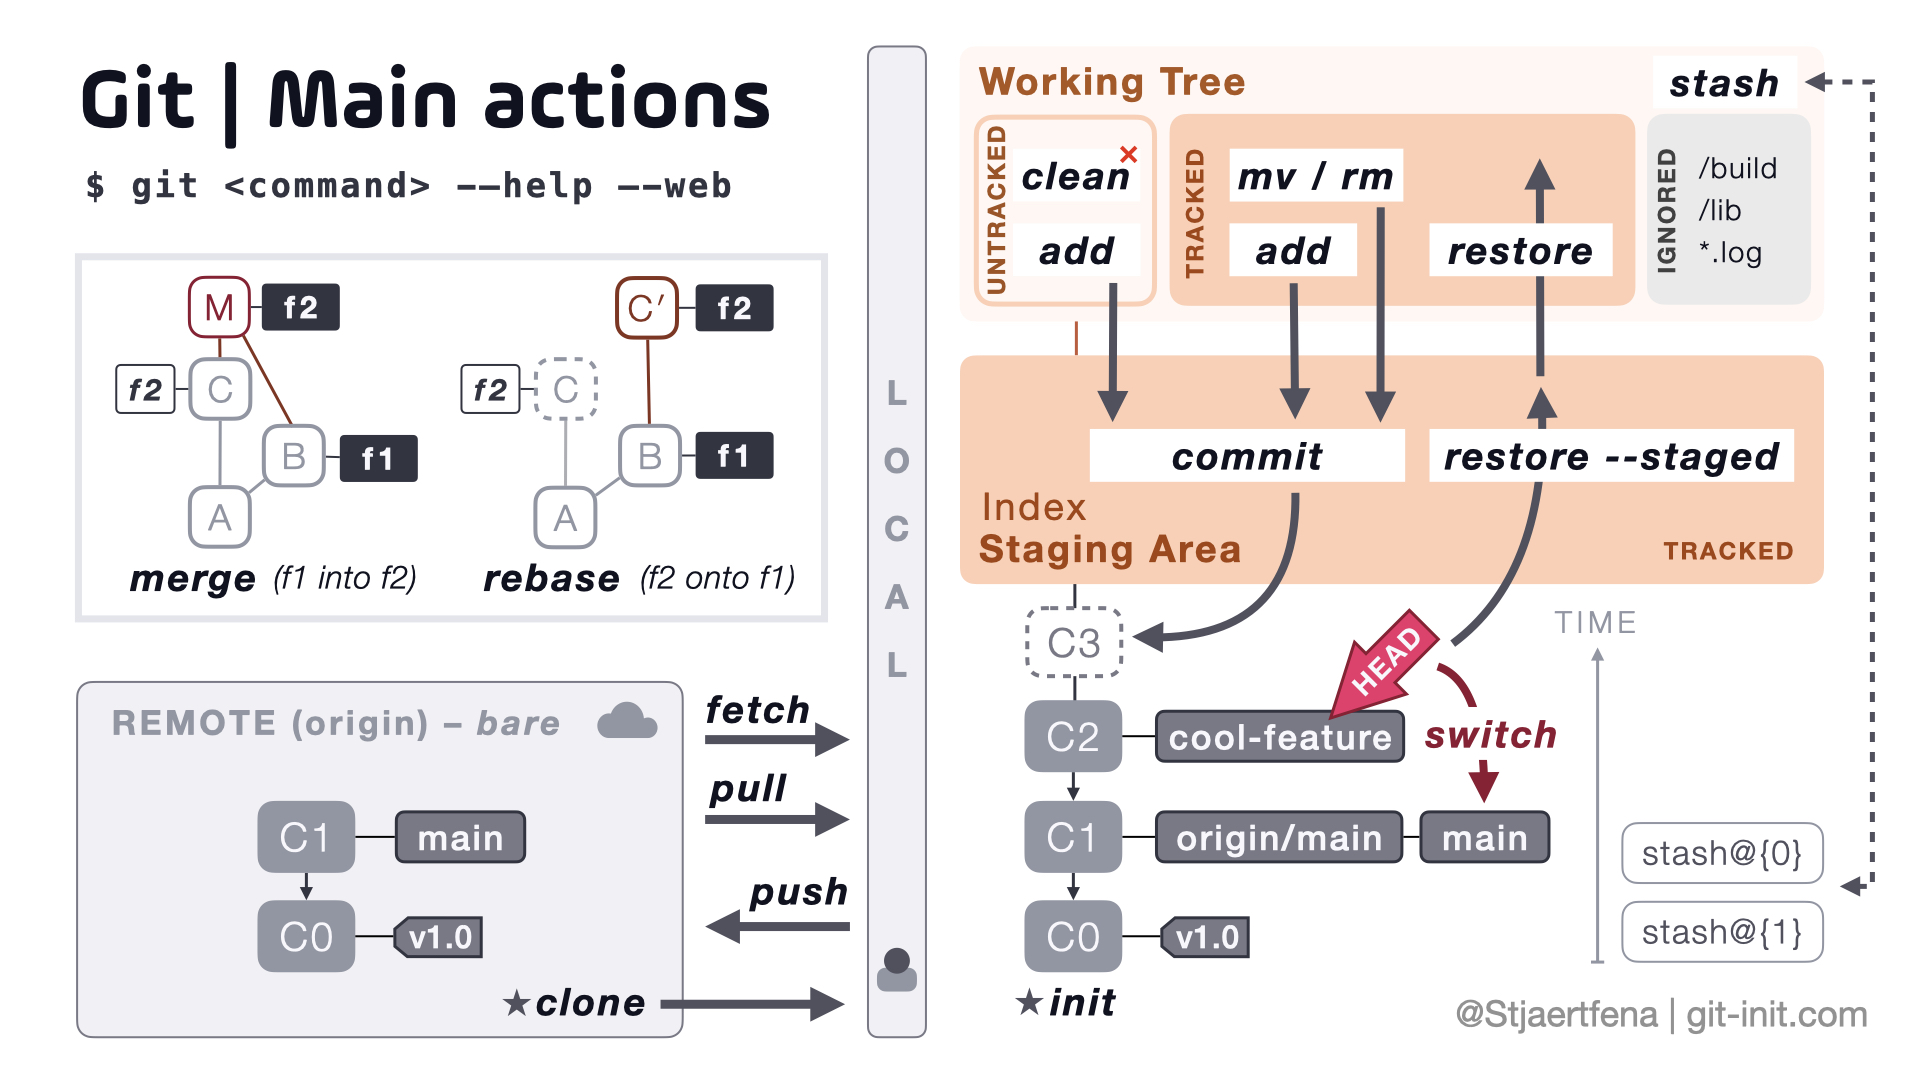 Git | Main actions
$ git <command> --help --web
M
f2
f2
C
B
f1
A
merge (f1 into f2)
C′
f2
f2
C
B
f1
A
rebase (f2 onto f1)
REMOTE (origin) – bare
C1
main
C0
v1.0
★clone
fetch
pull
push
L
O
C
A
L
Working Tree
stash
UNTRACKED
clean
×
add
TRACKED
mv / rm
add
restore
IGNORED
/build
/lib
*.log
commit
restore --staged
Index
Staging Area
TRACKED
C3
HEAD
C2
cool-feature
switch
C1
origin/main
main
C0
v1.0
★init
TIME
stash@{0}
stash@{1}
@Stjaertfena | git-init.com